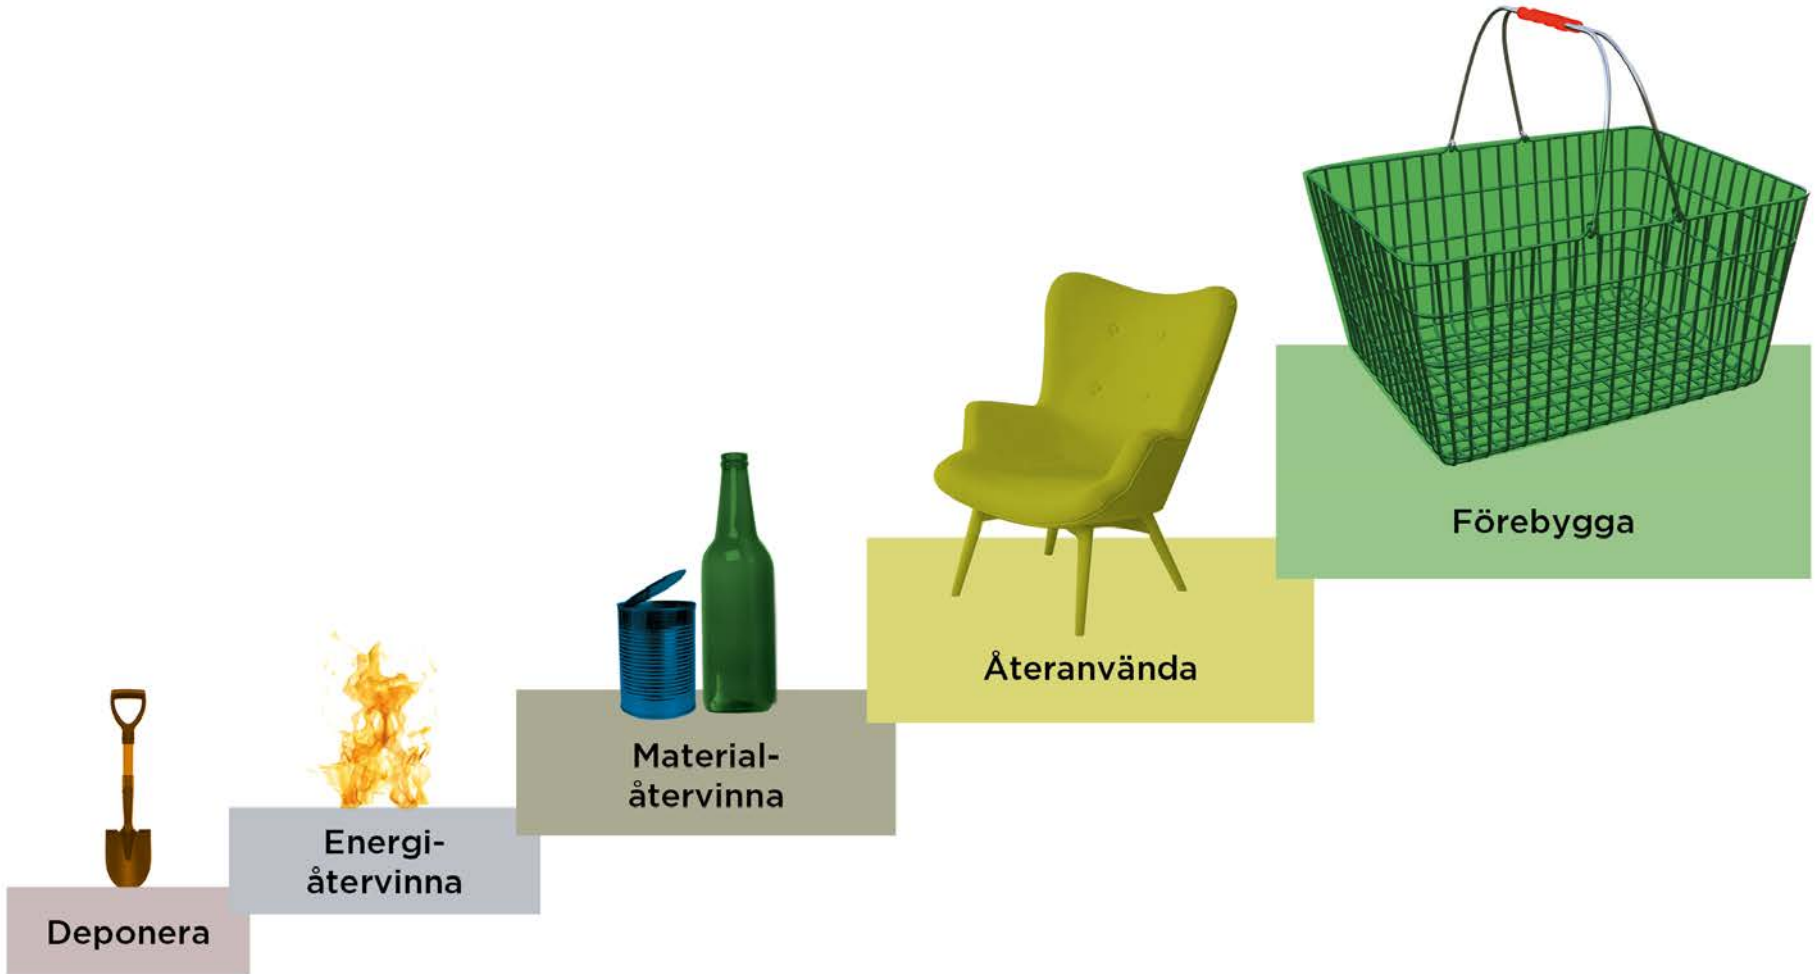 Förebygga
Återanvända
Material-
återvinna
Energi-
återvinna
Deponera